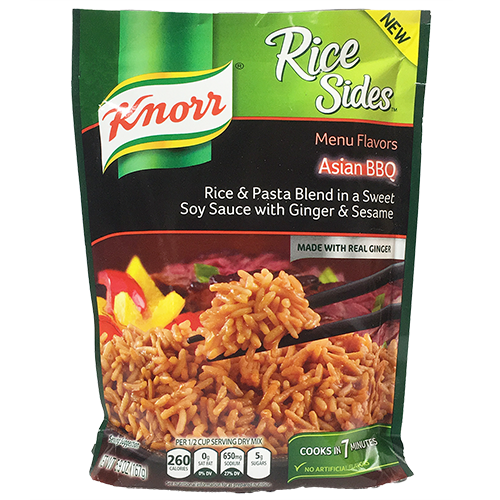 NEW
Rice
Sides™
Knorr®
Menu Flavors
Asian BBQ
Rice & Pasta Blend in a Sweet
Soy Sauce with Ginger & Sesame
MADE WITH REAL GINGER
PER 1/2 CUP SERVING DRY MIX
260 CALORIES
0g SAT FAT 0% DV
650mg SODIUM 27% DV
5g SUGARS
COOKS IN 7 MINUTES
NO ARTIFICIAL FLAVORS